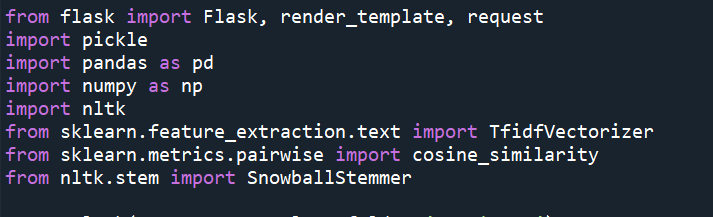 from flask import Flask, render_template, request
import pickle
import pandas as pd
import numpy as np
import nltk
from sklearn.feature_extraction.text import TfidfVectorizer
from sklearn.metrics.pairwise import cosine_similarity
from nltk.stem import SnowballStemmer